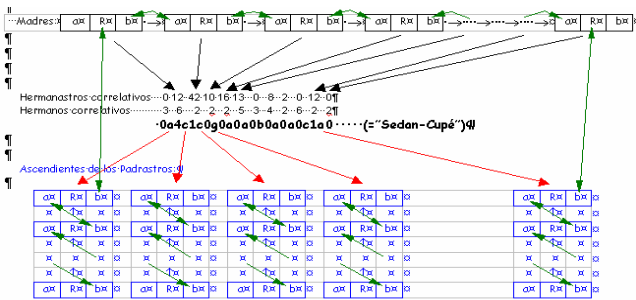 Madres: a R b → a R b → a R b → → → a R b
Hermanastros correlativos 0 12 42 10 16 13 0 8 2 0 12 0¶
Hermanos correlativos 3 6 2 2 2 5 3 4 2 6 2 2¶
0a4c1c0g0a0a0b0a0a0c1a0 (="Sedan-Cupé")¶
Ascendientes de los Padrastros:¶
a R b a R b a R b a R b a R b
a R b a R b a R b a R b a R b
a R b a R b a R b a R b a R b